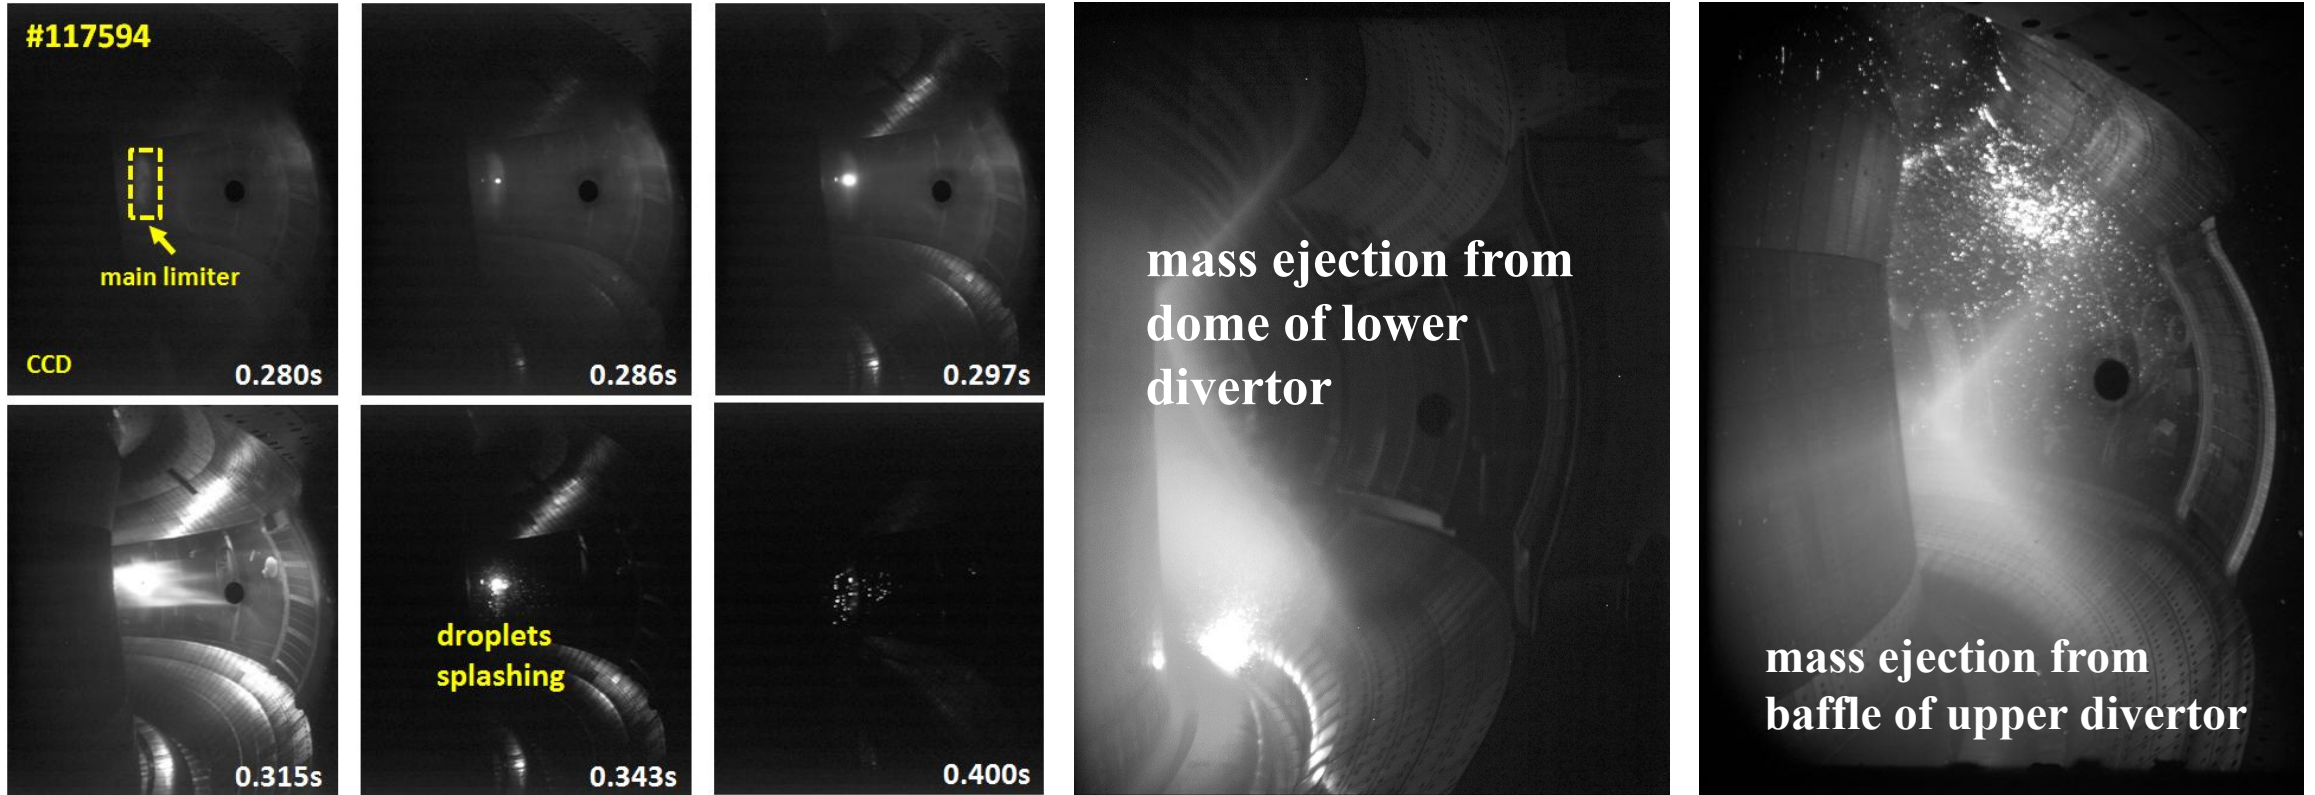 #117594
main limiter
CCD
0.280s
0.286s
0.297s
0.315s
droplets
splashing
0.343s
0.400s
mass ejection from
dome of lower
divertor
mass ejection from
baffle of upper divertor